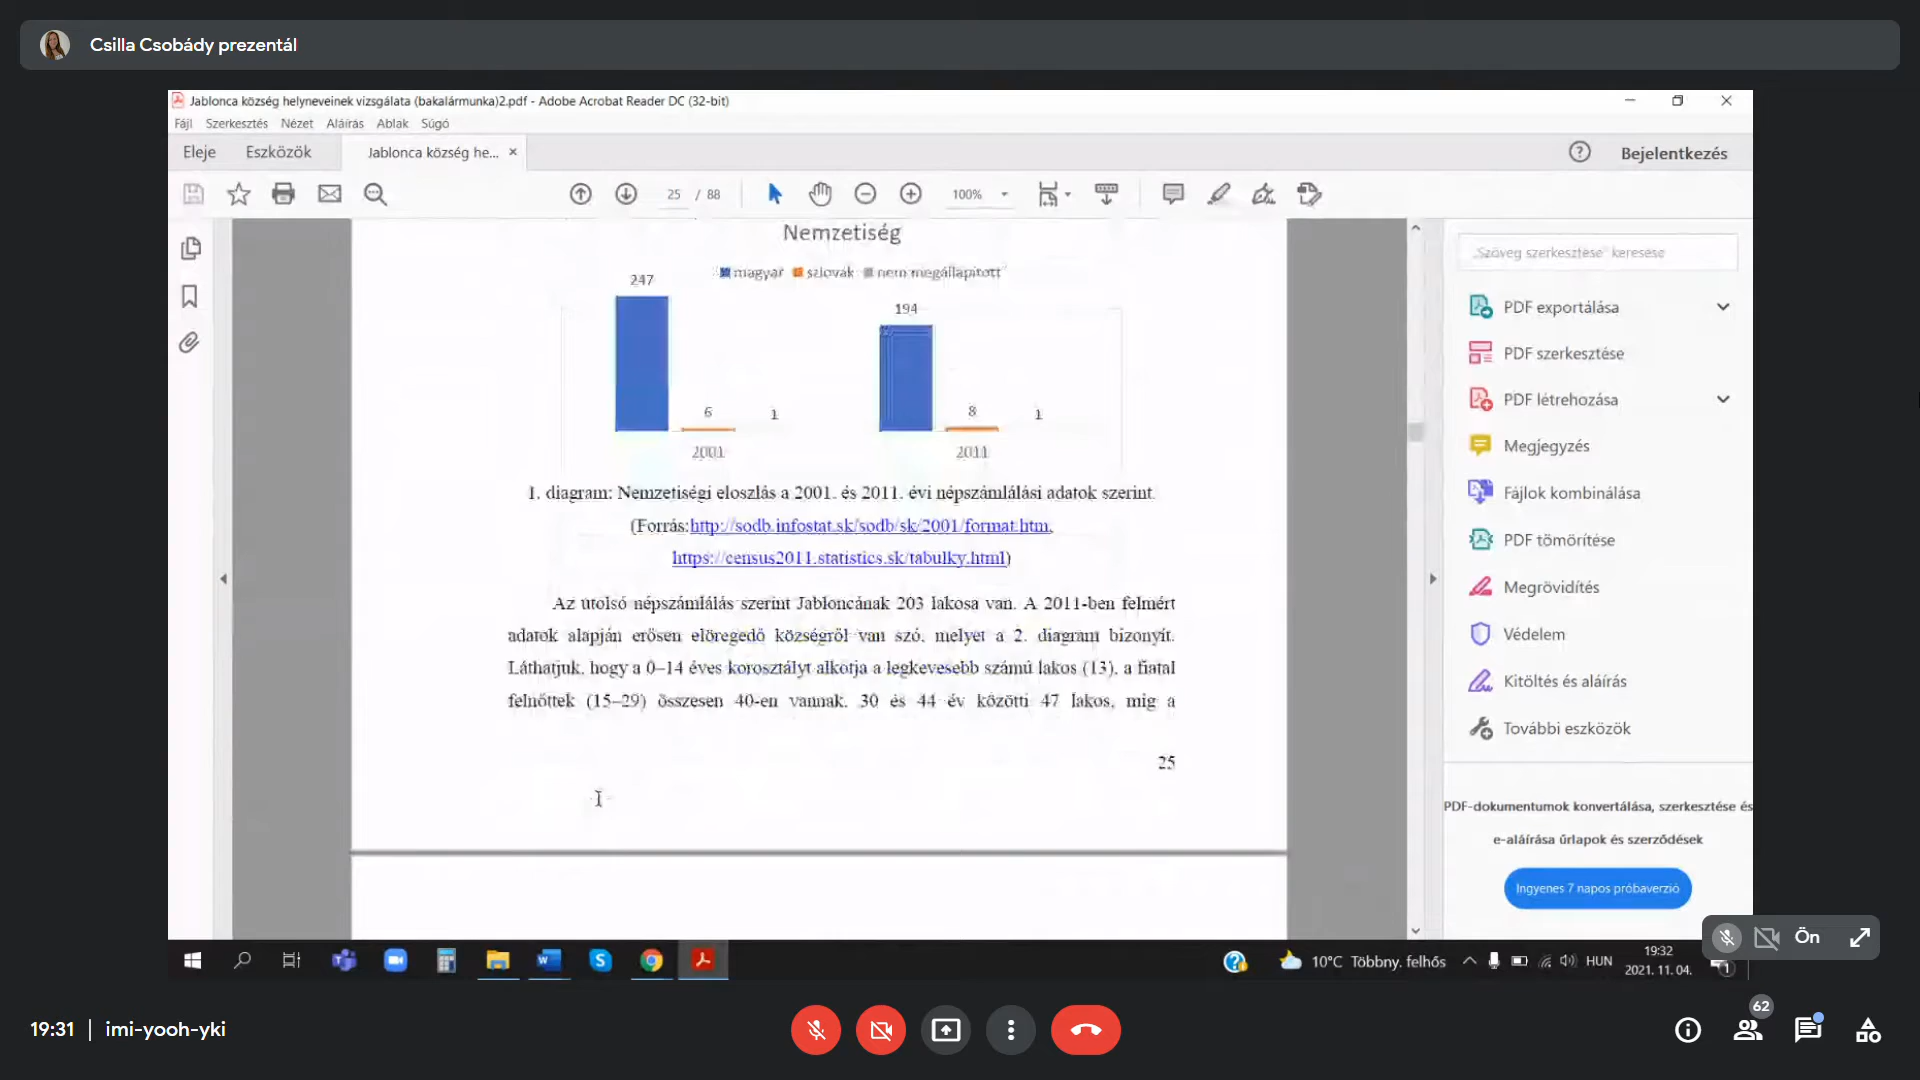 Csilla Csobády prezentál
Jablonca község helyneveinek vizsgálata (bakalármunka)2.pdf - Adobe Acrobat Reader DC (32-bit)
Fájl Szerkesztés Nézet Aláírás Ablak Súgó
Eleje Eszközök Jablonca község he... Bejelentkezés
25 / 88 100%
Nemzetiség
magyar szlovák nem megállapított
247 194
6 1 8 1
2001 2011
1. diagram: Nemzetiségi eloszlás a 2001. és 2011. évi népszámlálási adatok szerint.
(Forrás:http://sodb.infostat.sk/sodb/sk/2001/format.htm,
https://census2011.statistics.sk/tabulky.html)
Az utolsó népszámlálás szerint Jabloncának 203 lakosa van. A 2011-ben felmért
adatok alapján erősen elöregedő községről van szó, melyet a 2. diagram bizonyít.
Láthatjuk, hogy a 0–14 éves korosztályt alkotja a legkevesebb számú lakos (13), a fiatal
felnőttek (15–29) összesen 40-en vannak, 30 és 44 év közötti 47 lakos, míg a
25
„Szöveg szerkesztése" keresése
PDF exportálása
PDF szerkesztése
PDF létrehozása
Megjegyzés
Fájlok kombinálása
PDF tömörítése
Megrövidítés
Védelem
Kitöltés és aláírás
További eszközök
PDF-dokumentumok konvertálása, szerkesztése és
e-aláírása űrlapok és szerződések
Ingyenes 7 napos próbaverzió
Ön
10°C Többny. felhős HUN 19:32
2021. 11. 04. 1
19:31 imi-yooh-yki
62